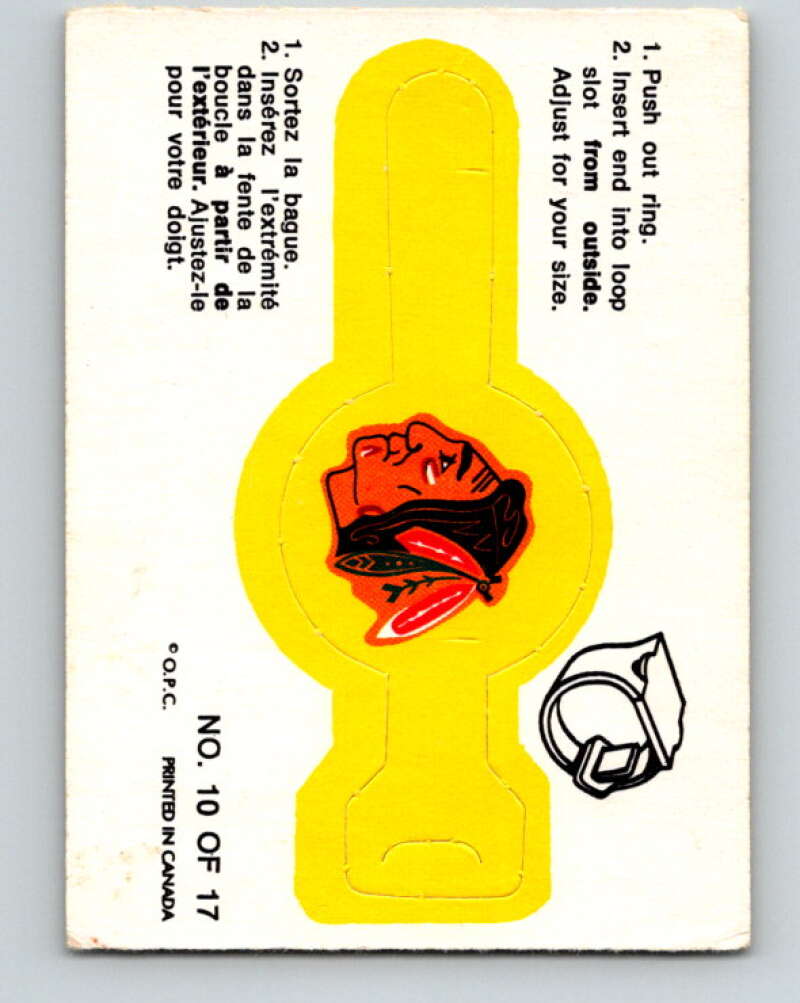 1. Push out ring.
2. Insert end into loop
slot from outside.
Adjust for your size.
1. Sortez la bague.
2. Insérez l'extrémité
dans la fente de la
boucle à partir de
l'extérieur. Ajustez-le
pour votre doigt.
NO. 10 OF 17
© O.P.C. PRINTED IN CANADA